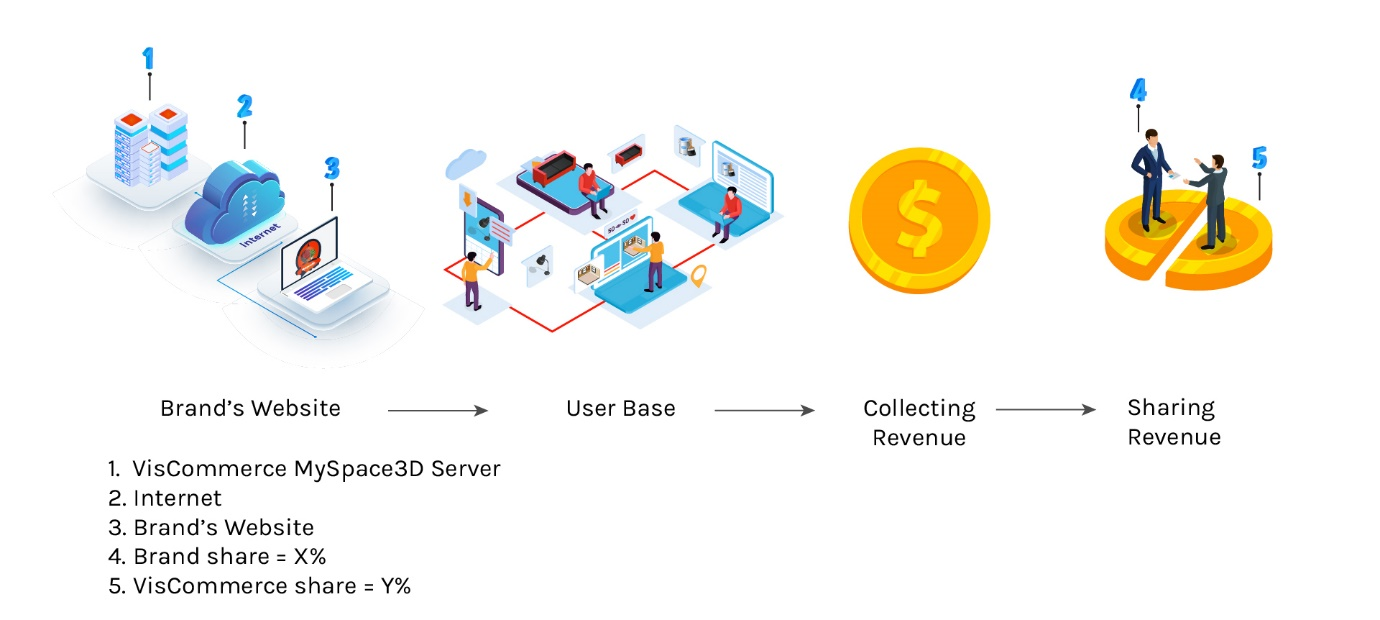 1
2
3
4
5
Internet
Brand's Website
User Base
Collecting
Revenue
Sharing
Revenue
1. VisCommerce MySpace3D Server
2. Internet
3. Brand's Website
4. Brand share = X%
5. VisCommerce share = Y%